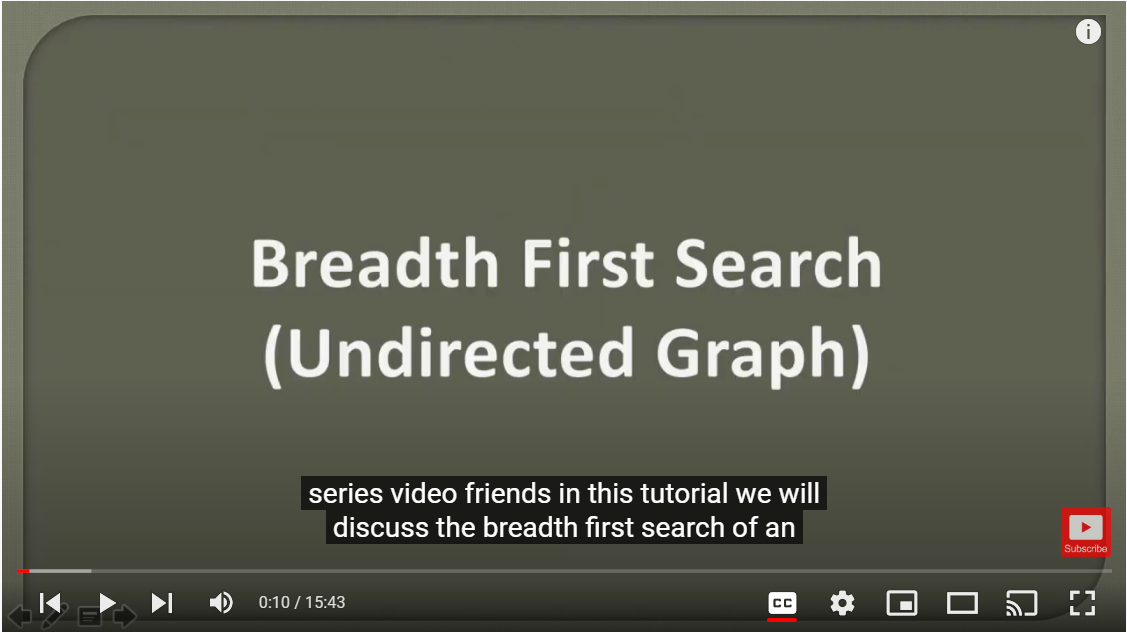 i
Breadth First Search
(Undirected Graph)
series video friends in this tutorial we will
discuss the breadth first search of an
Subscribe
0:10 / 15:43
CC